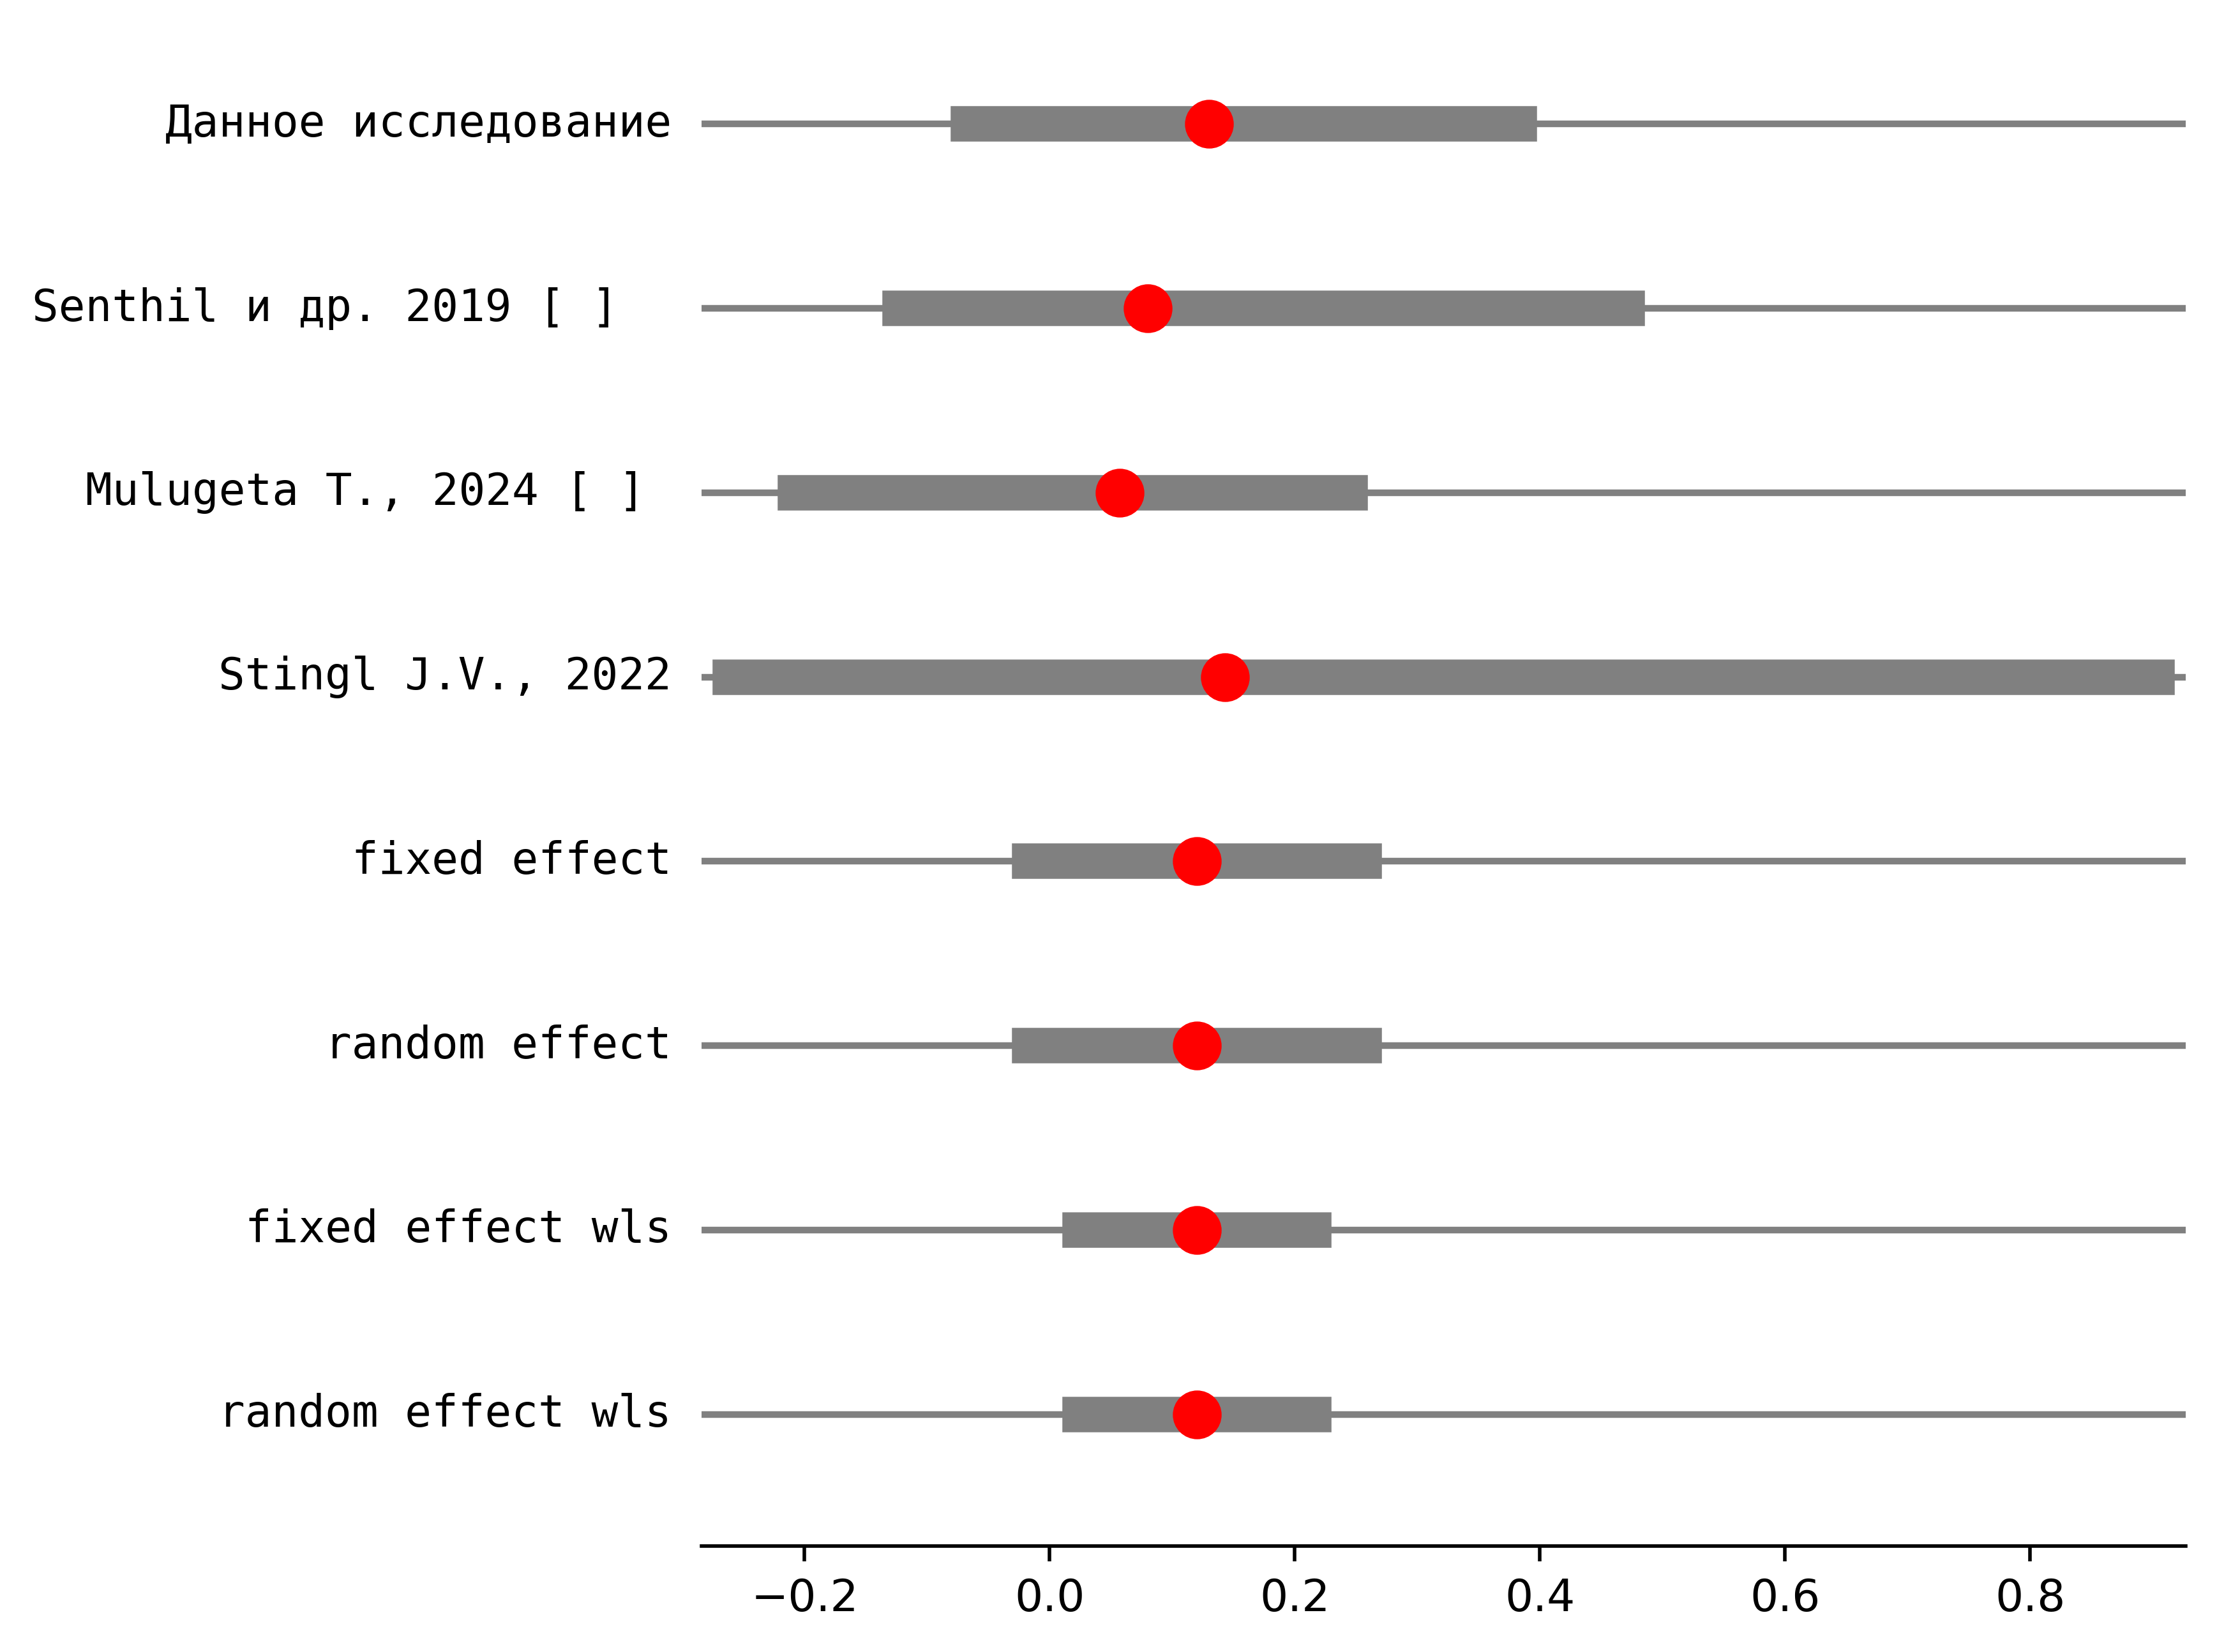 Данное исследование
Senthil и др. 2019 [ ]
Mulugeta T., 2024 [ ]
Stingl J.V., 2022
fixed effect
random effect
fixed effect wls
random effect wls
−0.2 0.0 0.2 0.4 0.6 0.8